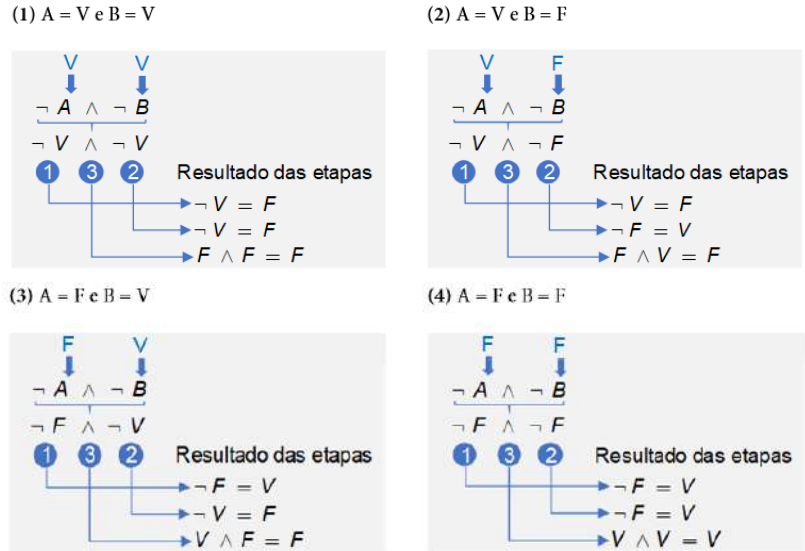 (1) A = V e B = V
V V
¬ A ∧ ¬ B
¬ V ∧ ¬ V
1 3 2 Resultado das etapas
¬ V = F
¬ V = F
F ∧ F = F
(2) A = V e B = F
V F
¬ A ∧ ¬ B
¬ V ∧ ¬ F
1 3 2 Resultado das etapas
¬ V = F
¬ F = V
F ∧ V = F
(3) A = F e B = V
F V
¬ A ∧ ¬ B
¬ F ∧ ¬ V
1 3 2 Resultado das etapas
¬ F = V
¬ V = F
V ∧ F = F
(4) A = F e B = F
F F
¬ A ∧ ¬ B
¬ F ∧ ¬ F
1 3 2 Resultado das etapas
¬ F = V
¬ F = V
V ∧ V = V